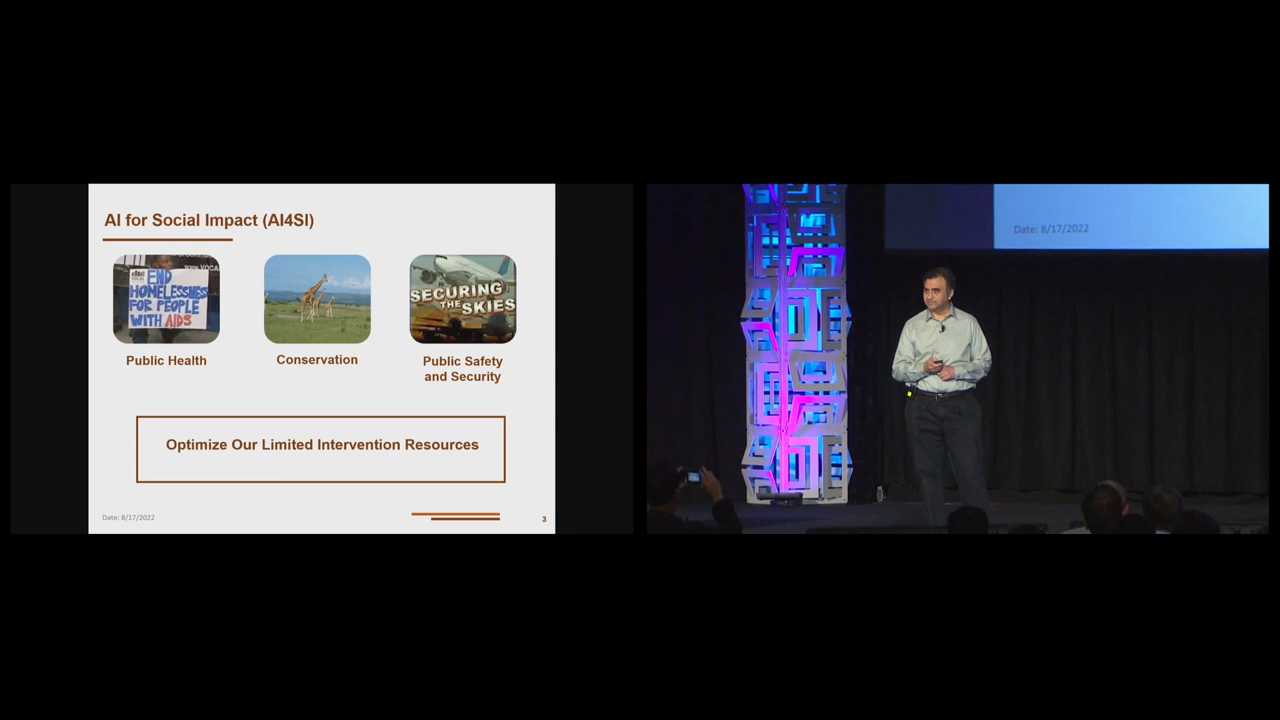 AI for Social Impact (AI4SI)
END
HOMELESSNESS
FOR PEOPLE
WITH AIDS
SECURING
THE SKIES
Public Health
Conservation
Public Safety
and Security
Optimize Our Limited Intervention Resources
Date: 8/17/2022
3
Date: 8/17/2022